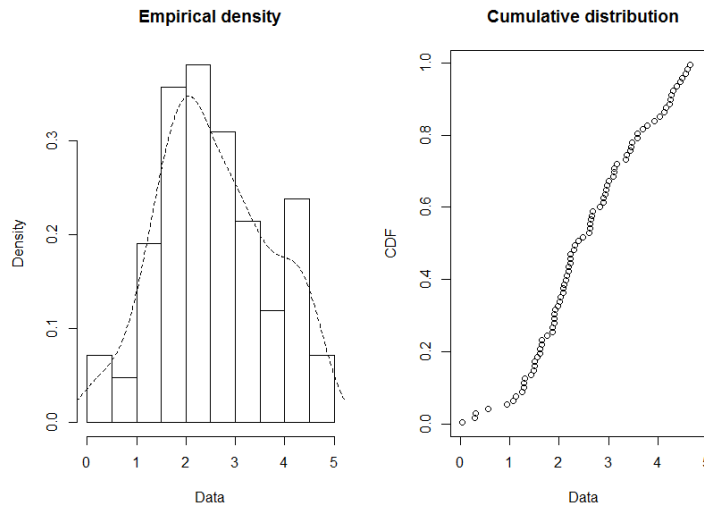 Empirical density
Density
0.0 0.1 0.2 0.3
0 1 2 3 4 5
Data
Cumulative distribution
CDF
0.0 0.2 0.4 0.6 0.8 1.0
0 1 2 3 4 5
Data